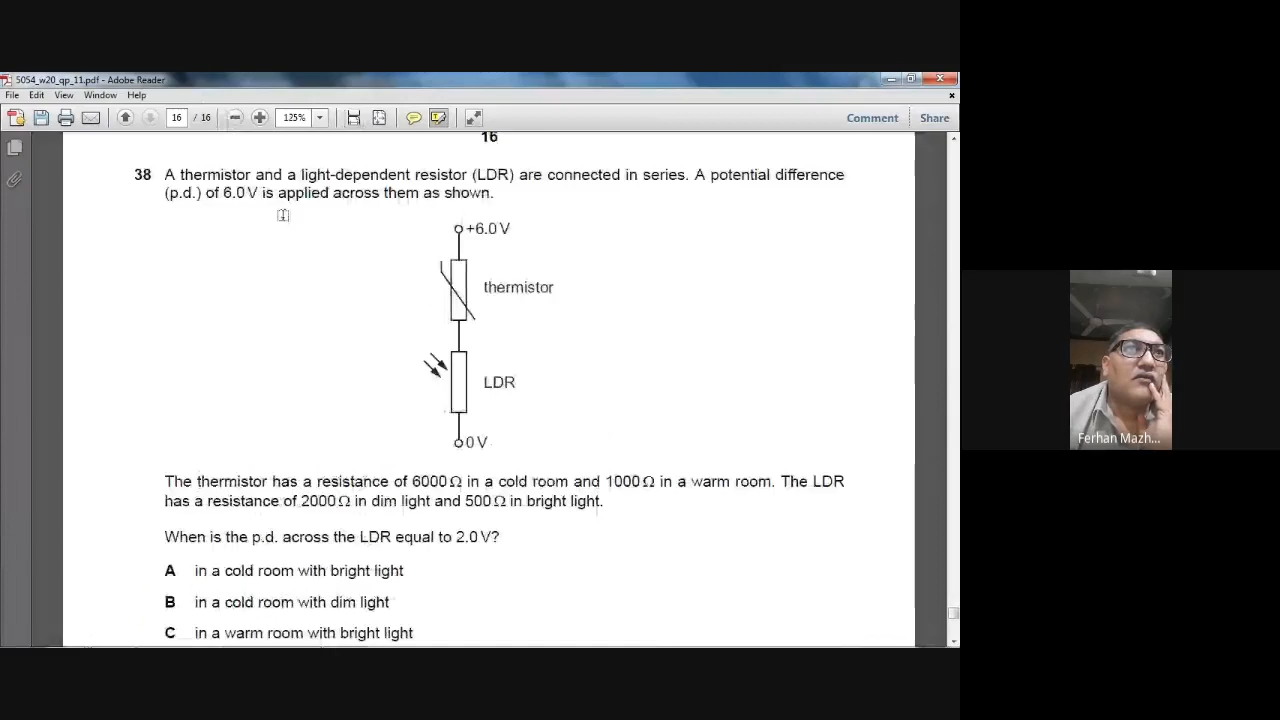 5054_w20_qp_11.pdf - Adobe Reader
File Edit View Window Help
16 / 16 125% Comment Share
16
38 A thermistor and a light-dependent resistor (LDR) are connected in series. A potential difference
(p.d.) of 6.0 V is applied across them as shown.
+6.0 V
thermistor
LDR
0 V
The thermistor has a resistance of 6000 Ω in a cold room and 1000 Ω in a warm room. The LDR
has a resistance of 2000 Ω in dim light and 500 Ω in bright light.
When is the p.d. across the LDR equal to 2.0 V?
A in a cold room with bright light
B in a cold room with dim light
C in a warm room with bright light
Ferhan Mazh...